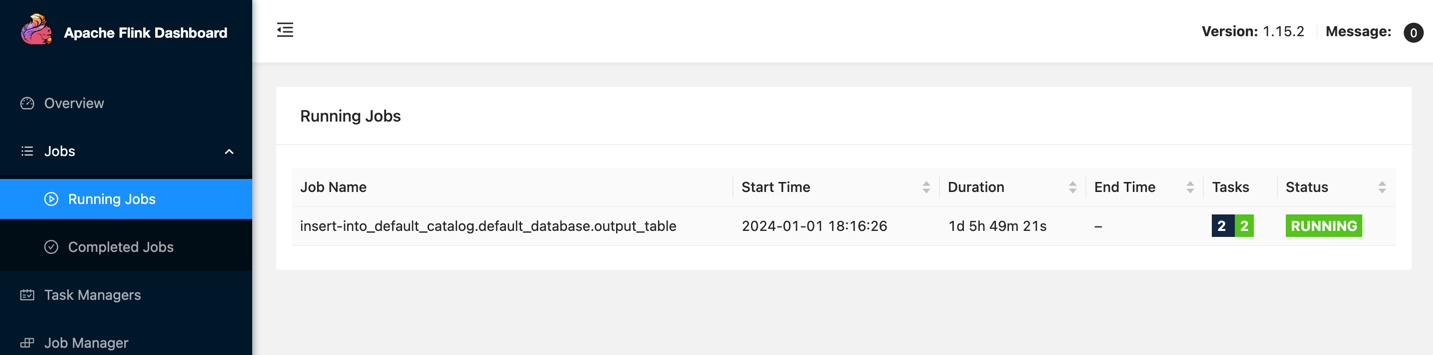 Apache Flink Dashboard
Version: 1.15.2 Message: 0
Overview
Jobs
Running Jobs
Completed Jobs
Task Managers
Job Manager
Running Jobs
Job Name Start Time Duration End Time Tasks Status
insert-into_default_catalog.default_database.output_table 2024-01-01 18:16:26 1d 5h 49m 21s – 2 2 RUNNING